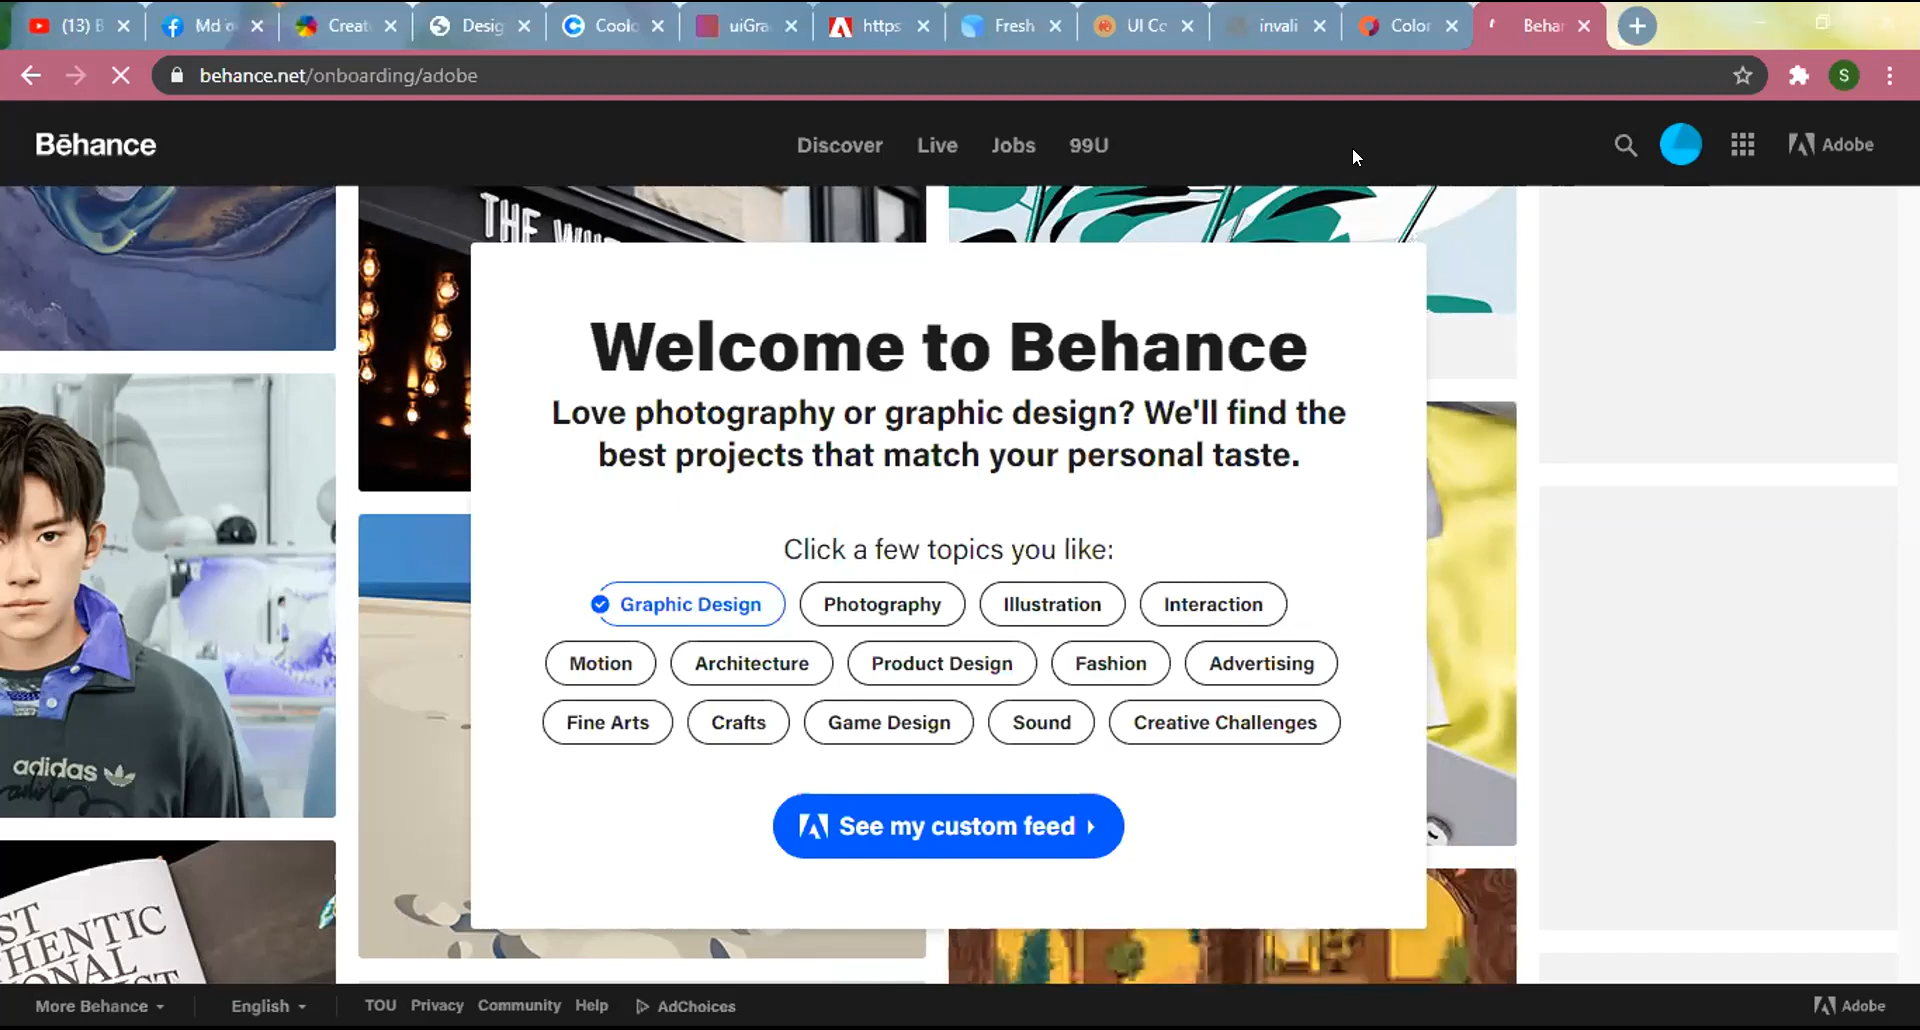 (13) B
Md o
Creat
Desig
Coolo
uiGra
https
Fresh
UI Co
invali
Color
Behan
behance.net/onboarding/adobe
S
Bēhance
Discover
Live
Jobs
99U
Adobe
THE
Welcome to Behance
Love photography or graphic design? We'll find the
best projects that match your personal taste.
Click a few topics you like:
Graphic Design
Photography
Illustration
Interaction
Motion
Architecture
Product Design
Fashion
Advertising
Fine Arts
Crafts
Game Design
Sound
Creative Challenges
adidas
See my custom feed
ST
HENTIC
ONAL
More Behance
English
TOU
Privacy
Community
Help
AdChoices
Adobe